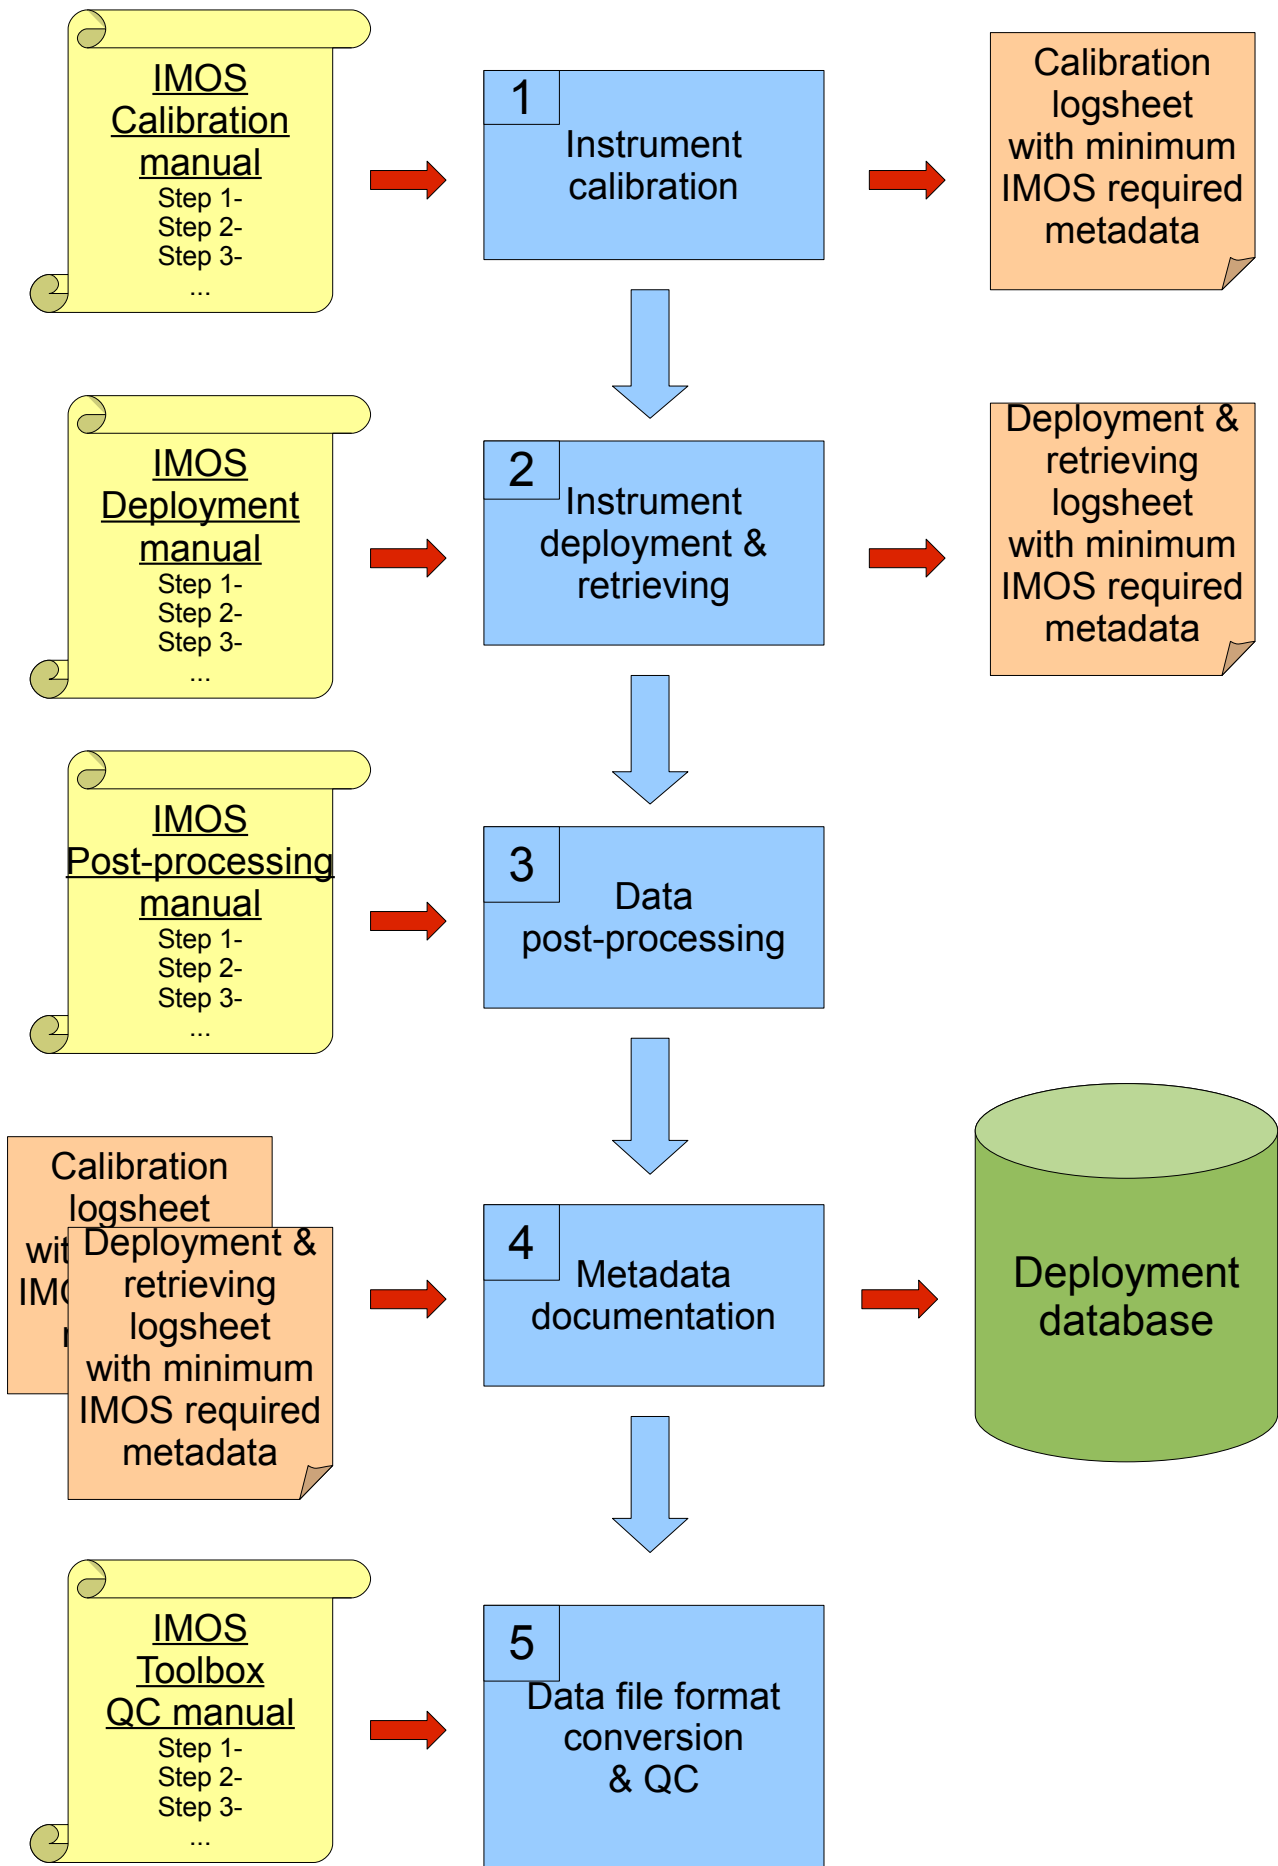 IMOS
Calibration
manual
Step 1-
Step 2-
Step 3-
...
1
Instrument
calibration
Calibration
logsheet
with minimum
IMOS required
metadata
IMOS
Deployment
manual
Step 1-
Step 2-
Step 3-
...
2
Instrument
deployment &
retrieving
Deployment &
retrieving
logsheet
with minimum
IMOS required
metadata
IMOS
Post-processing
manual
Step 1-
Step 2-
Step 3-
...
3
Data
post-processing
Calibration
logsheet
Deployment &
retrieving
logsheet
with minimum
IMOS required
metadata
4
Metadata
documentation
Deployment
database
IMOS
Toolbox
QC manual
Step 1-
Step 2-
Step 3-
...
5
Data file format
conversion
& QC